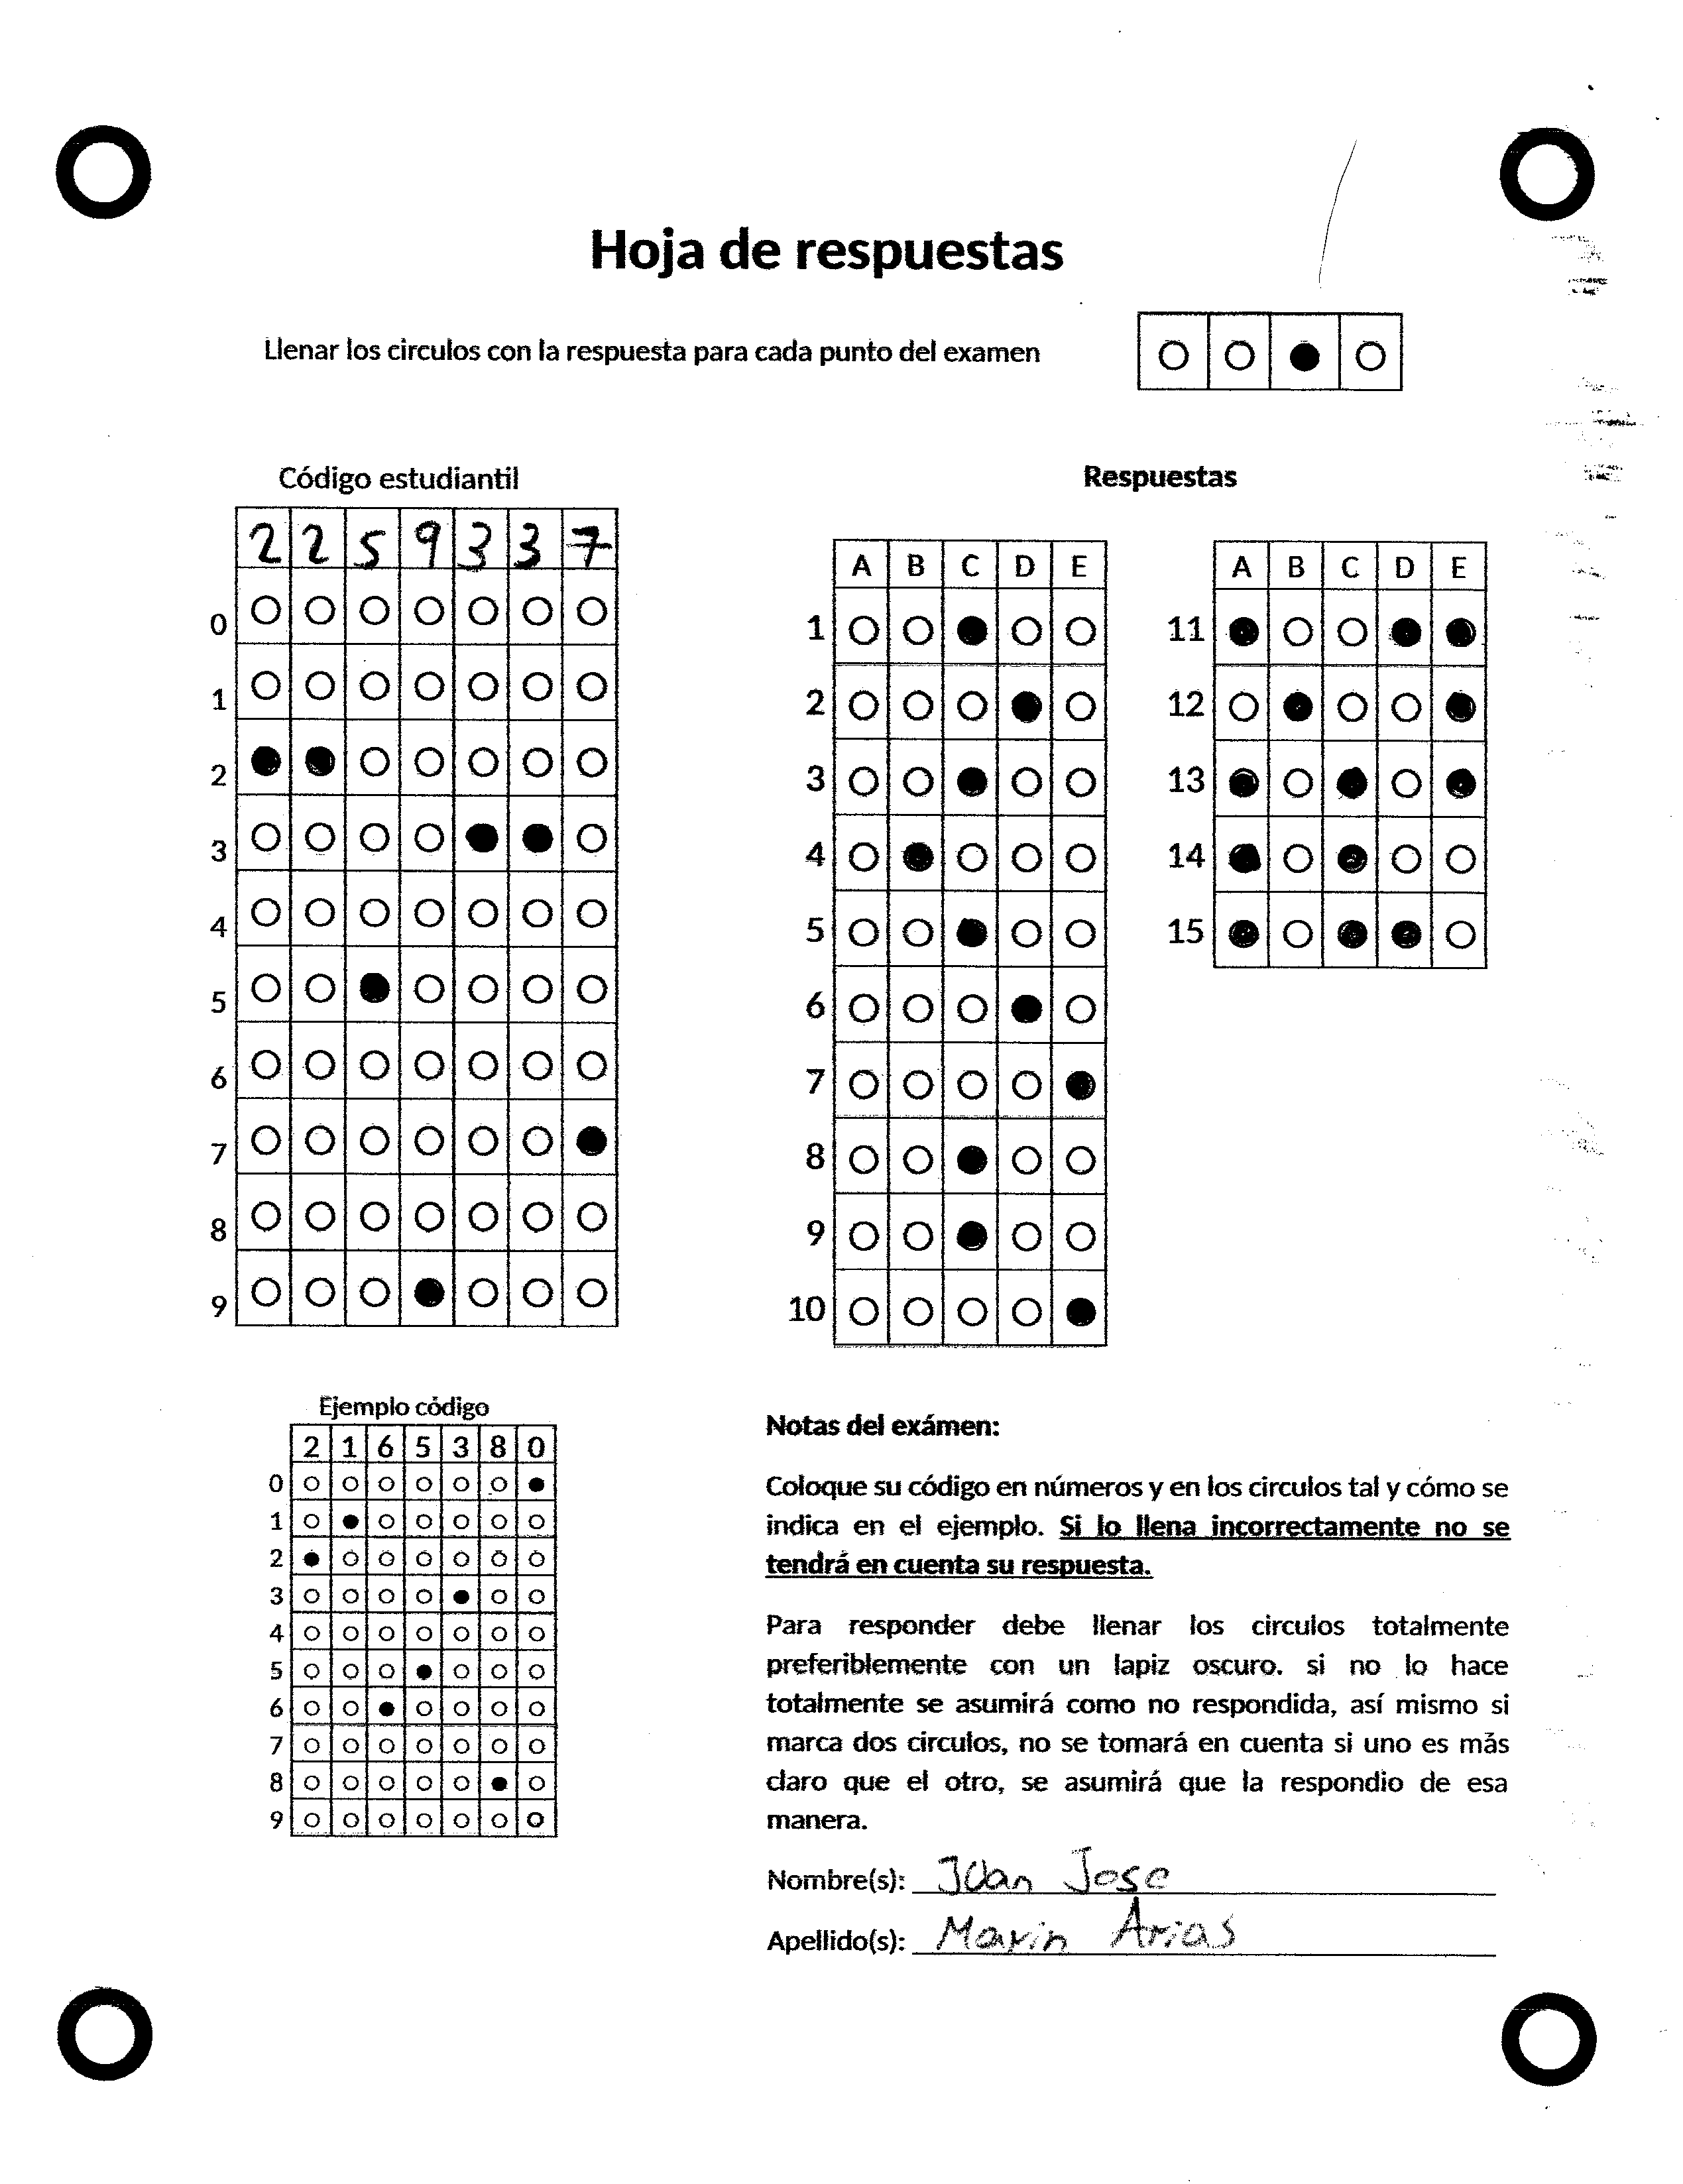 Hoja de respuestas
Llenar los circulos con la respuesta para cada punto del examen
Código estudiantil
2 2 5 9 3 3 7
0
1
2
3
4
5
6
7
8
9
Respuestas
A B C D E
1
2
3
4
5
6
7
8
9
10
A B C D E
11
12
13
14
15
Ejemplo código
2 1 6 5 3 8 0
0
1
2
3
4
5
6
7
8
9
Notas del exámen:
Coloque su código en números y en los circulos tal y cómo se
indica en el ejemplo. Si lo llena incorrectamente no se
tendrá en cuenta su respuesta.
Para responder debe llenar los circulos totalmente
preferiblemente con un lapiz oscuro. si no lo hace
totalmente se asumirá como no respondida, así mismo si
marca dos circulos, no se tomará en cuenta si uno es más
claro que el otro, se asumirá que la respondio de esa
manera.
Nombre(s): Juan Jose
Apellido(s): Marin Arias